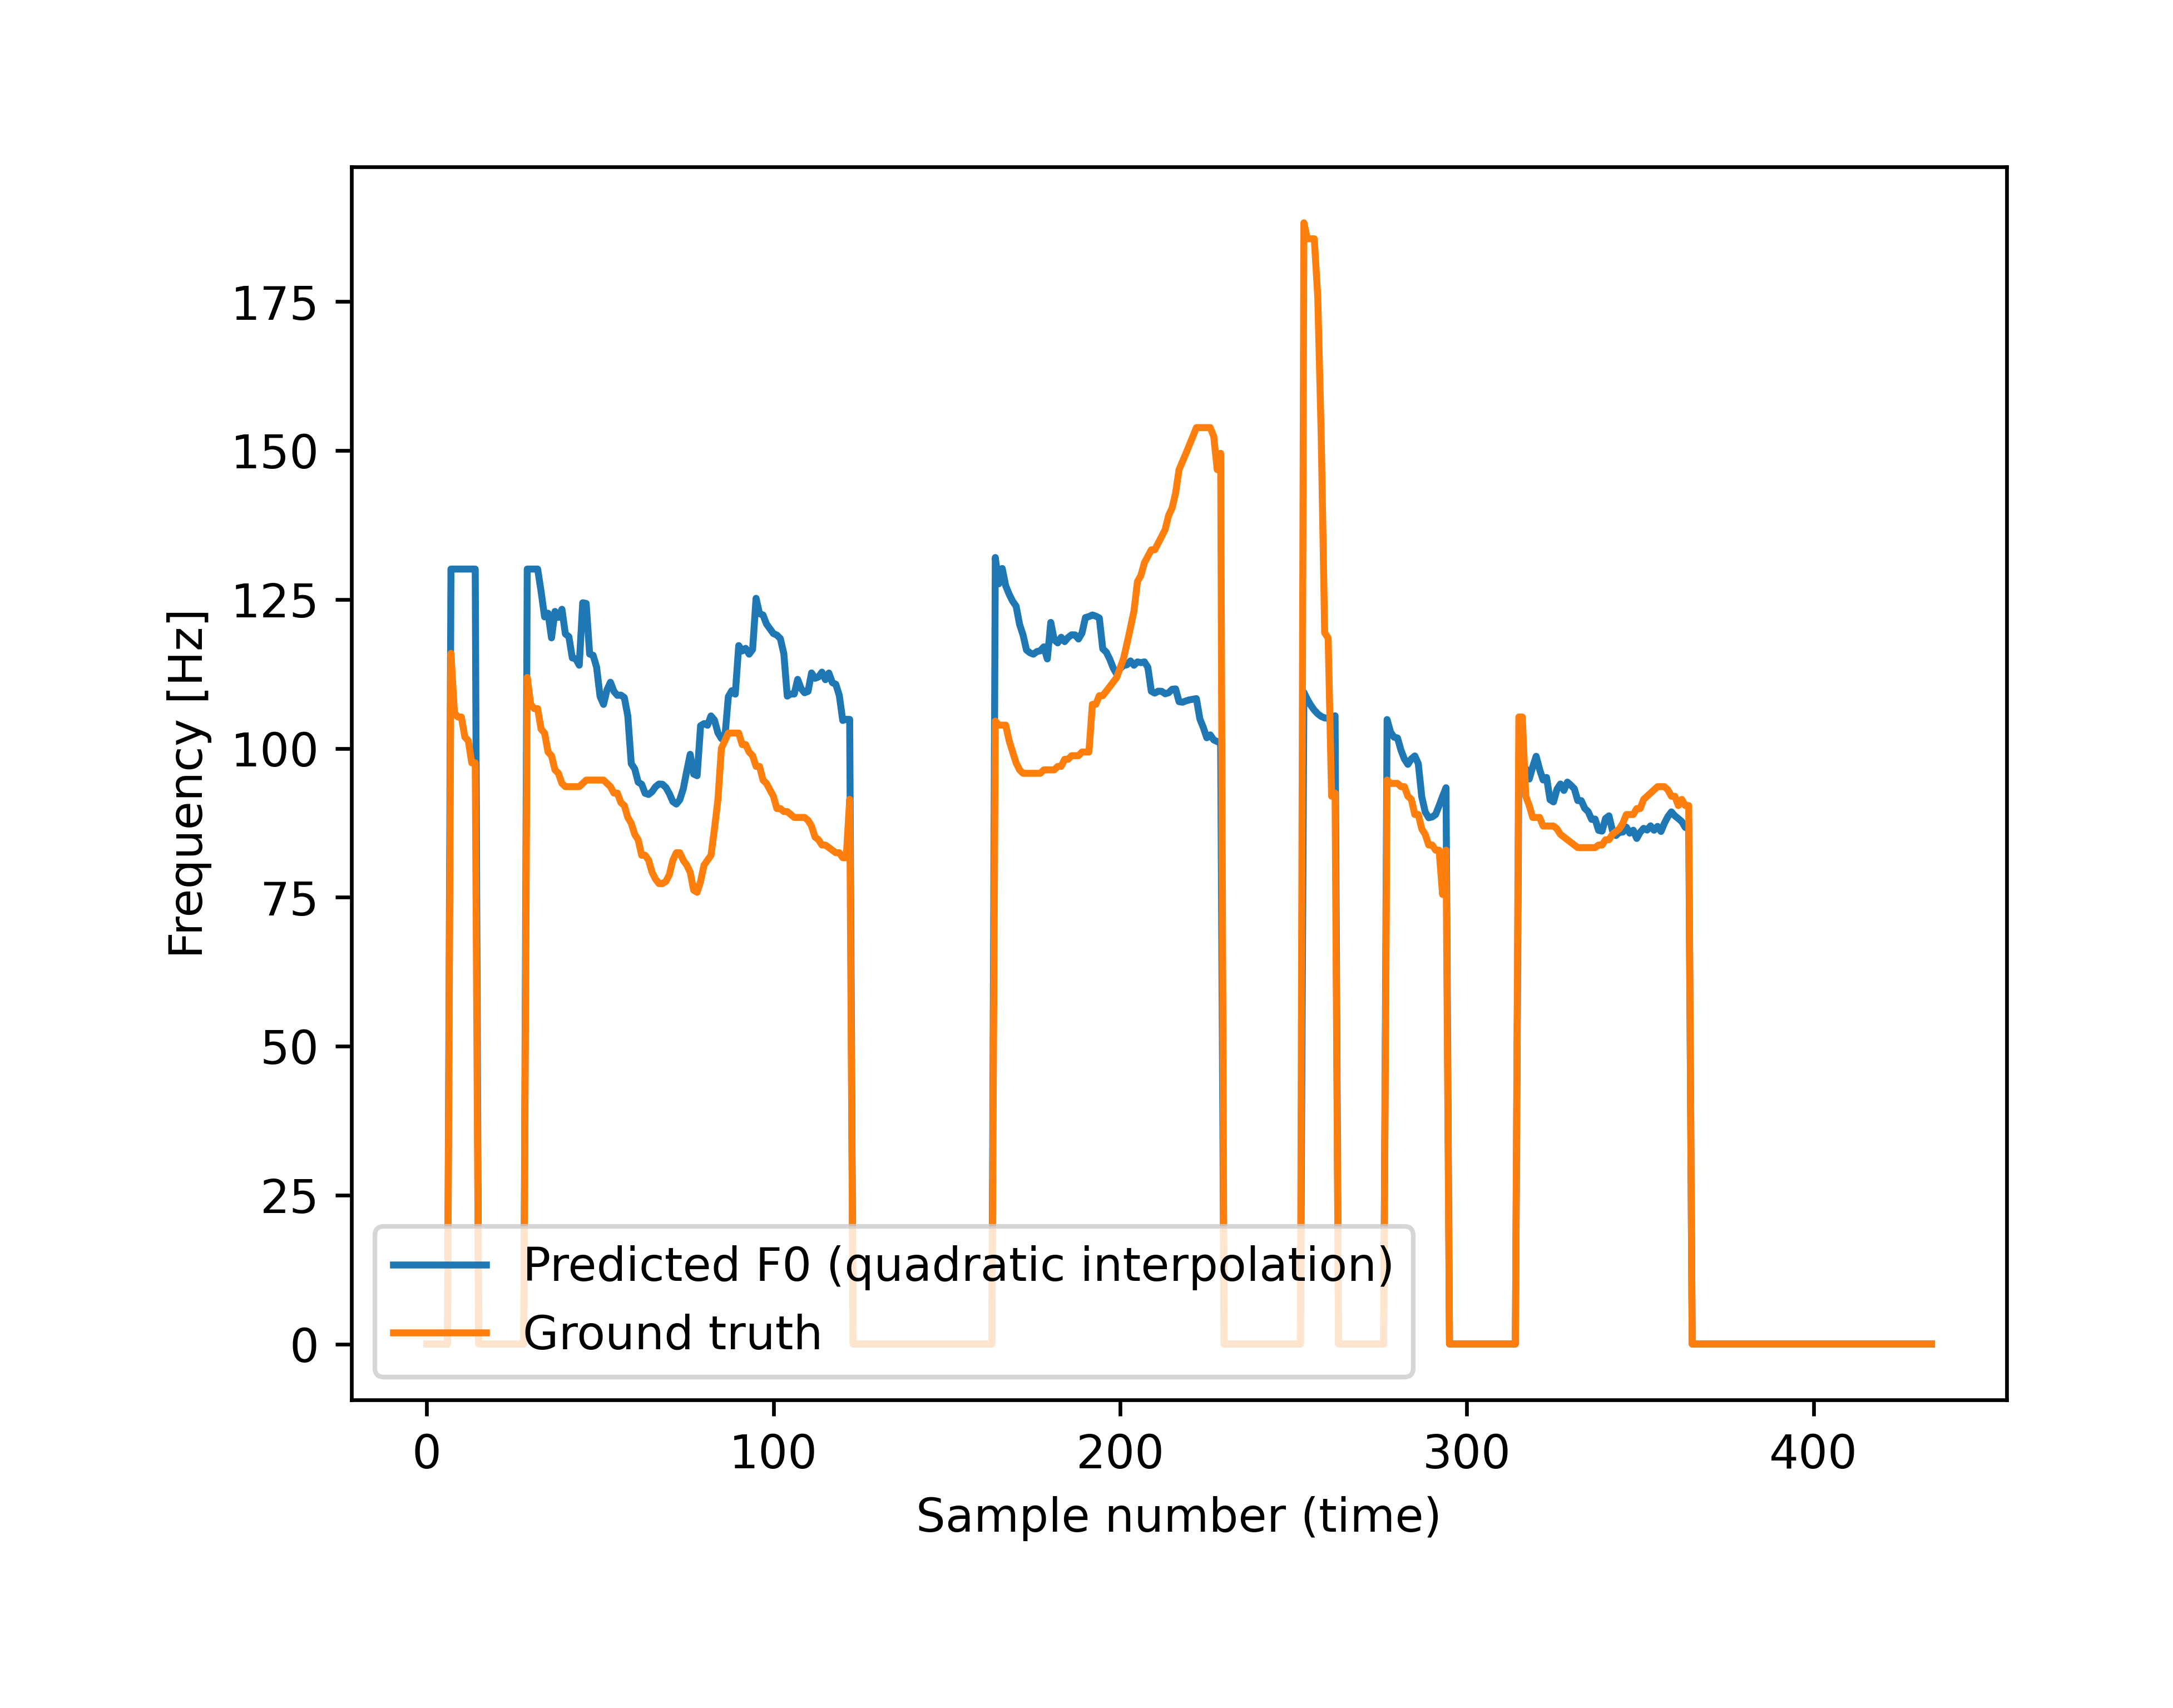 175
150
125
100
75
50
25
0
Frequency [Hz]
Predicted F0 (quadratic interpolation)
Ground truth
0 100 200 300 400
Sample number (time)